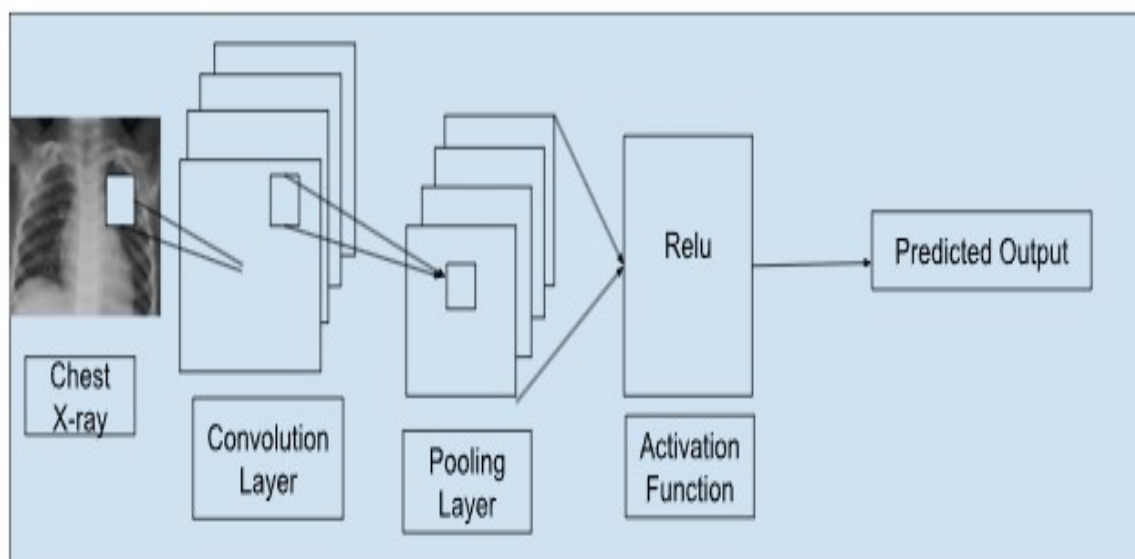 Chest
X-ray
Convolution
Layer
Pooling
Layer
Relu
Activation
Function
Predicted Output